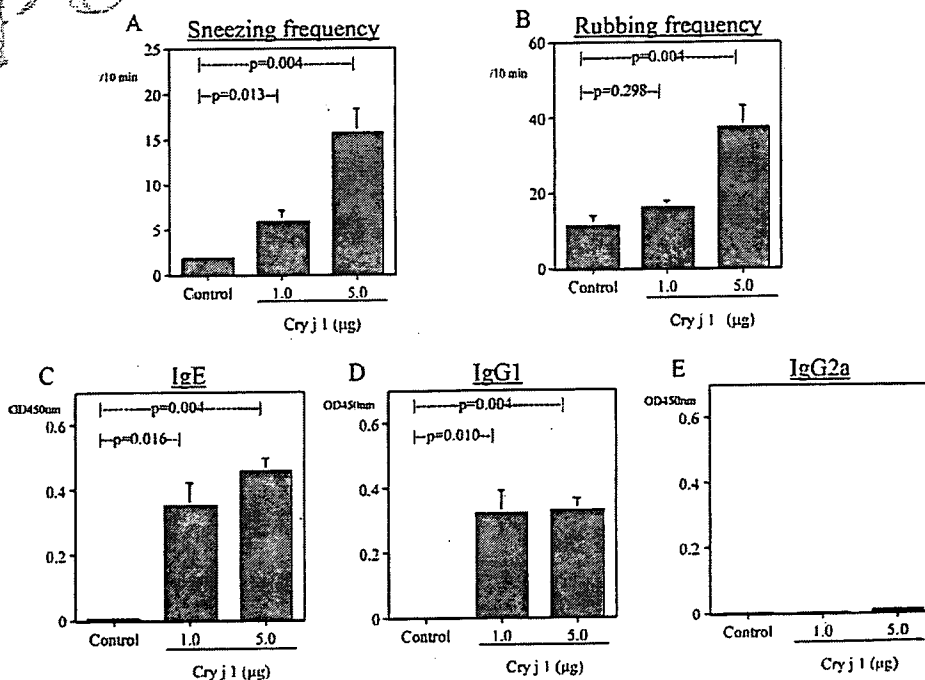 A Sneezing frequency
/10 min
25
20
15
10
5
0
|-p=0.004-|
|-p=0.013-|
Control 1.0 5.0
Cry j 1 (μg)
B Rubbing frequency
/10 min
60
40
20
0
|-p=0.004-|
|-p=0.298-|
Control 1.0 5.0
Cry j 1 (μg)
C IgE
OD450nm
0.6
0.4
0.2
0
|-p=0.004-|
|-p=0.016-|
Control 1.0 5.0
Cry j 1 (μg)
D IgG1
OD450nm
0.6
0.4
0.2
0
|-p=0.004-|
|-p=0.010-|
Control 1.0 5.0
Cry j 1 (μg)
E IgG2a
OD450nm
0.6
0.4
0.2
0
Control 1.0 5.0
Cry j 1 (μg)